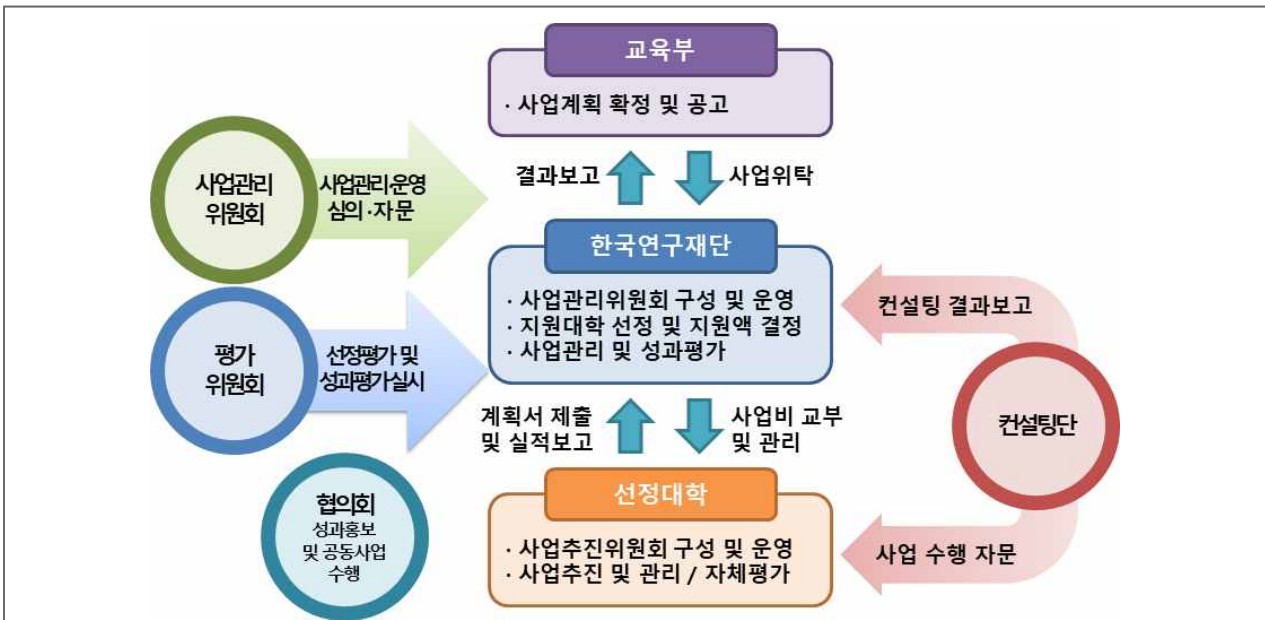 교육부
· 사업계획 확정 및 공고
결과보고
사업위탁
사업관리
위원회
사업관리·운영
심의·자문
한국연구재단
· 사업관리위원회 구성 및 운영
· 지원대학 선정 및 지원액 결정
· 사업관리 및 성과평가
평가
위원회
선정평가 및
성과평가 실시
컨설팅 결과보고
컨설팅단
계획서 제출
및 실적보고
사업비 교부
및 관리
선정대학
· 사업추진위원회 구성 및 운영
· 사업추진 및 관리 / 자체평가
협의회
성과홍보
및 공동사업
수행
사업 수행 자문